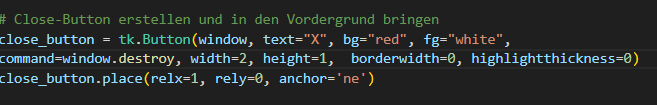 # Close-Button erstellen und in den Vordergrund bringen
close_button = tk.Button(window, text="X", bg="red", fg="white",
command=window.destroy, width=2, height=1,  borderwidth=0, highlightthickness=0)
close_button.place(relx=1, rely=0, anchor='ne')